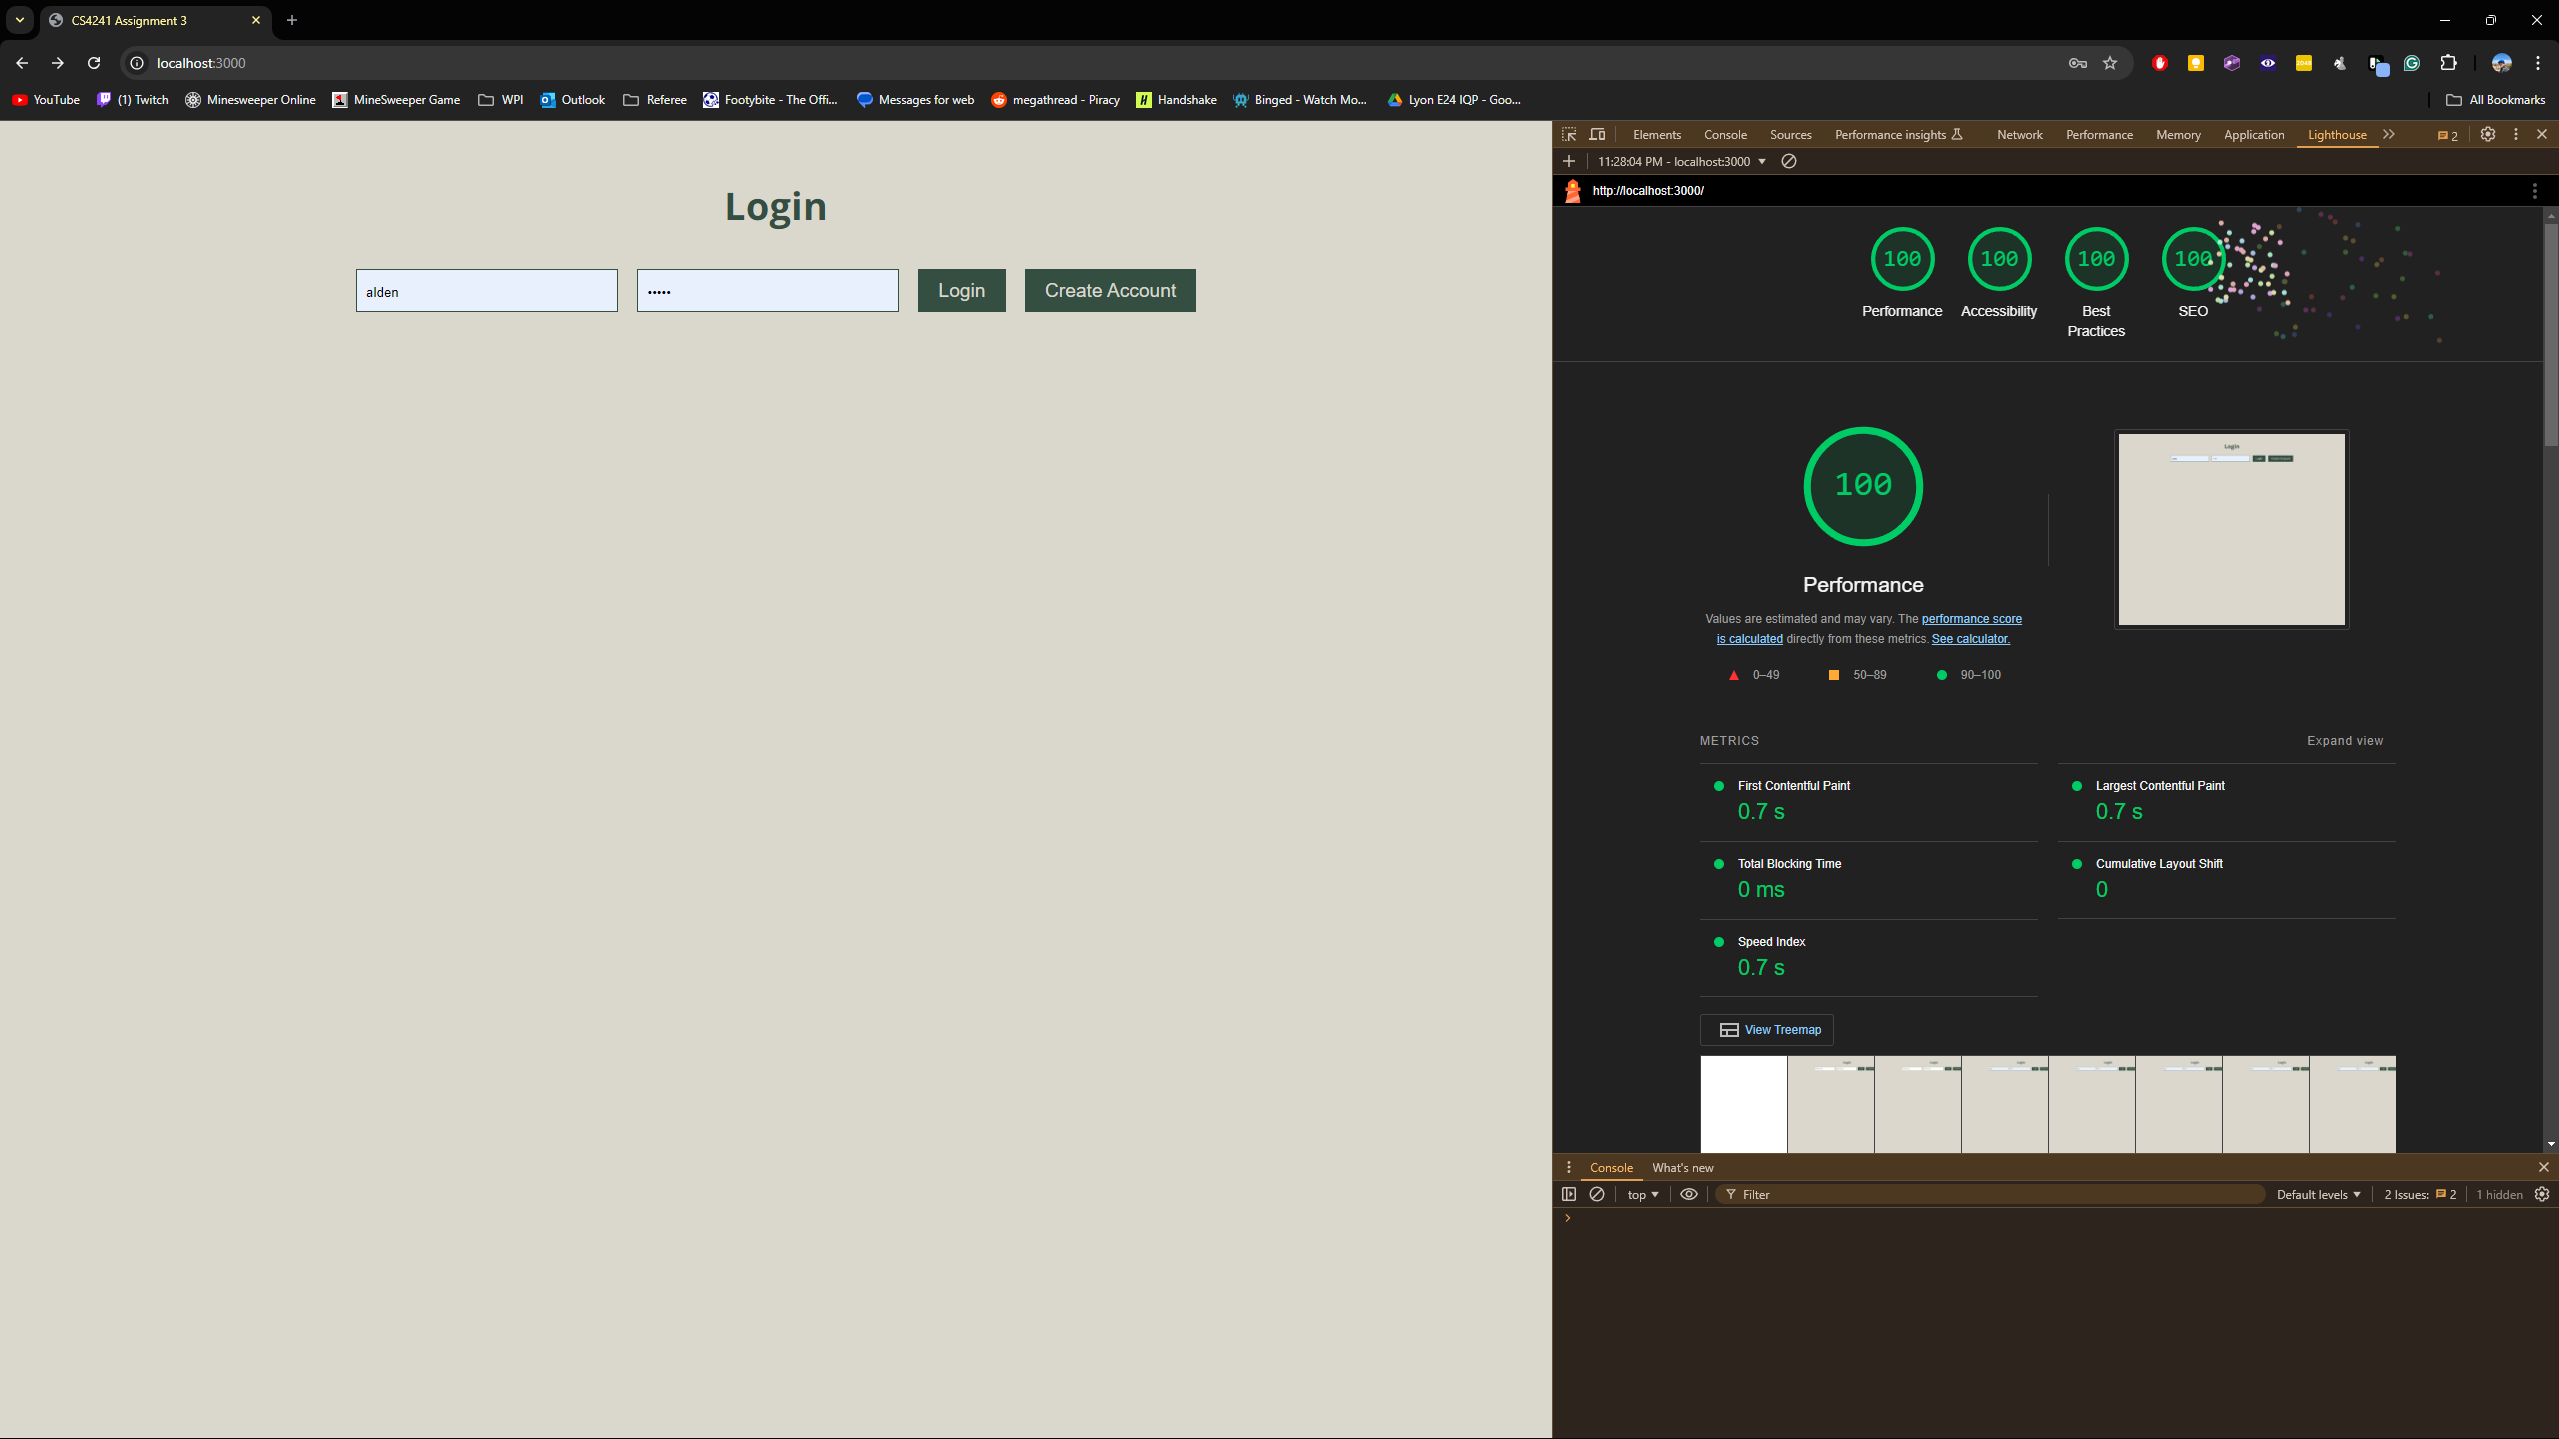 CS4241 Assignment 3
localhost:3000
YouTube (1) Twitch Minesweeper Online MineSweeper Game WPI Outlook Referee Footybite - The Offi... Messages for web megathread - Piracy Handshake Binged - Watch Mo... Lyon E24 IQP - Goo... All Bookmarks
Login
alden
Login
Create Account
Elements Console Sources Performance insights Network Performance Memory Application Lighthouse 2
11:28:04 PM - localhost:3000
http://localhost:3000/
100 100 100 100
Performance Accessibility Best Practices SEO
100
Performance
Values are estimated and may vary. The performance score
is calculated directly from these metrics. See calculator.
0–49 50–89 90–100
METRICS Expand view
First Contentful Paint
0.7 s
Largest Contentful Paint
0.7 s
Total Blocking Time
0 ms
Cumulative Layout Shift
0
Speed Index
0.7 s
View Treemap
Console What's new
top Filter Default levels 2 Issues: 2 1 hidden